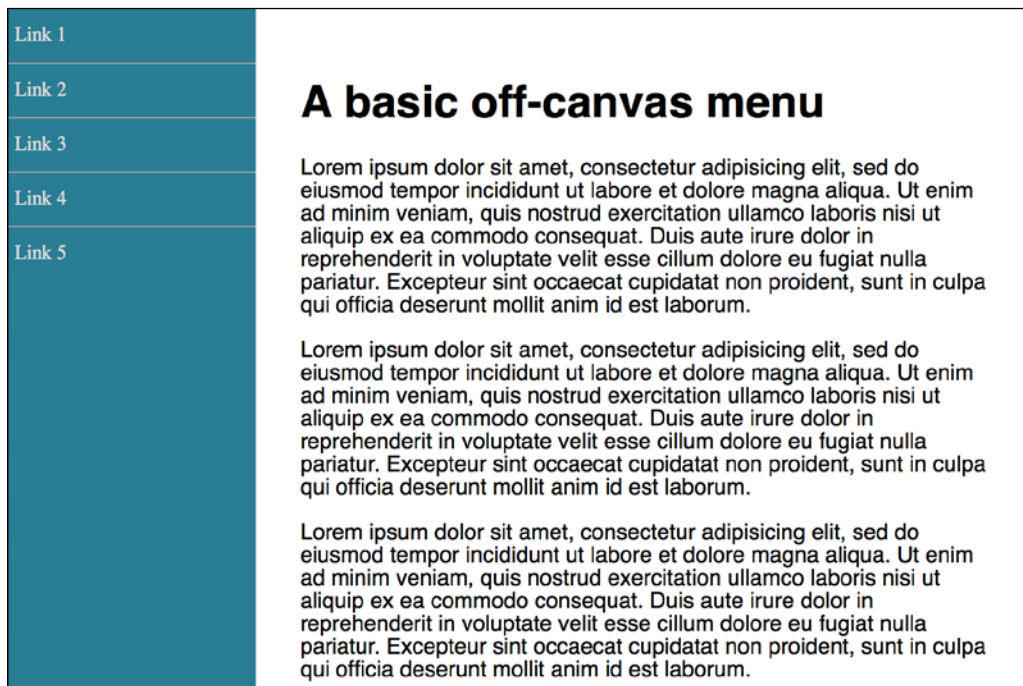 Link 1
Link 2
Link 3
Link 4
Link 5
A basic off-canvas menu
Lorem ipsum dolor sit amet, consectetur adipisicing elit, sed do
eiusmod tempor incididunt ut labore et dolore magna aliqua. Ut enim
ad minim veniam, quis nostrud exercitation ullamco laboris nisi ut
aliquip ex ea commodo consequat. Duis aute irure dolor in
reprehenderit in voluptate velit esse cillum dolore eu fugiat nulla
pariatur. Excepteur sint occaecat cupidatat non proident, sunt in culpa
qui officia deserunt mollit anim id est laborum.
Lorem ipsum dolor sit amet, consectetur adipisicing elit, sed do
eiusmod tempor incididunt ut labore et dolore magna aliqua. Ut enim
ad minim veniam, quis nostrud exercitation ullamco laboris nisi ut
aliquip ex ea commodo consequat. Duis aute irure dolor in
reprehenderit in voluptate velit esse cillum dolore eu fugiat nulla
pariatur. Excepteur sint occaecat cupidatat non proident, sunt in culpa
qui officia deserunt mollit anim id est laborum.
Lorem ipsum dolor sit amet, consectetur adipisicing elit, sed do
eiusmod tempor incididunt ut labore et dolore magna aliqua. Ut enim
ad minim veniam, quis nostrud exercitation ullamco laboris nisi ut
aliquip ex ea commodo consequat. Duis aute irure dolor in
reprehenderit in voluptate velit esse cillum dolore eu fugiat nulla
pariatur. Excepteur sint occaecat cupidatat non proident, sunt in culpa
qui officia deserunt mollit anim id est laborum.